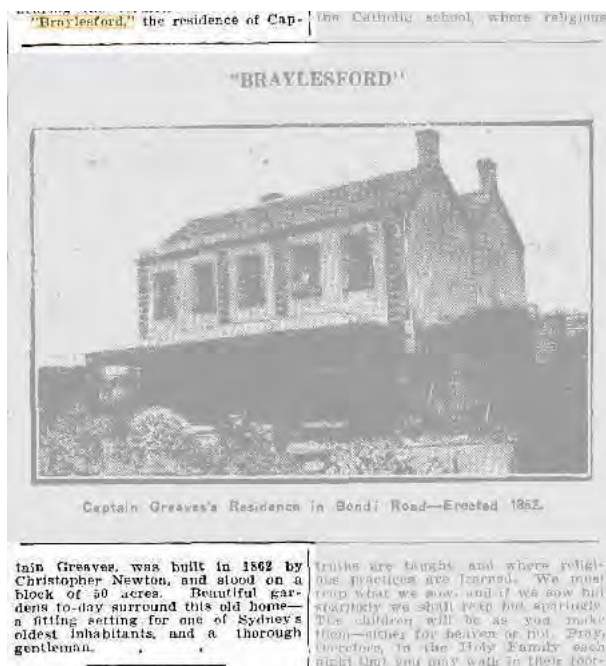 "Braylesford," the residence of Cap-
the Catholic school, where religious
"BRAYLESFORD"
Captain Greaves's Residence in Bondi Road—Erected 1862.
tain Greaves, was built in 1862 by
Christopher Newton, and stood on a
block of 50 acres. Beautiful gar-
dens to-day surround this old home—
a fitting setting for one of Sydney's
oldest inhabitants, and a thorough
gentleman.
truths are taught and where religi-
ous practices are learned. We must
reap what we sow, and if we sow but
sparingly we shall reap but sparingly.
The children will be as you make
them—either for heaven or not. Pray,
therefore, to the Holy Family each
night that you may walk in their foot-